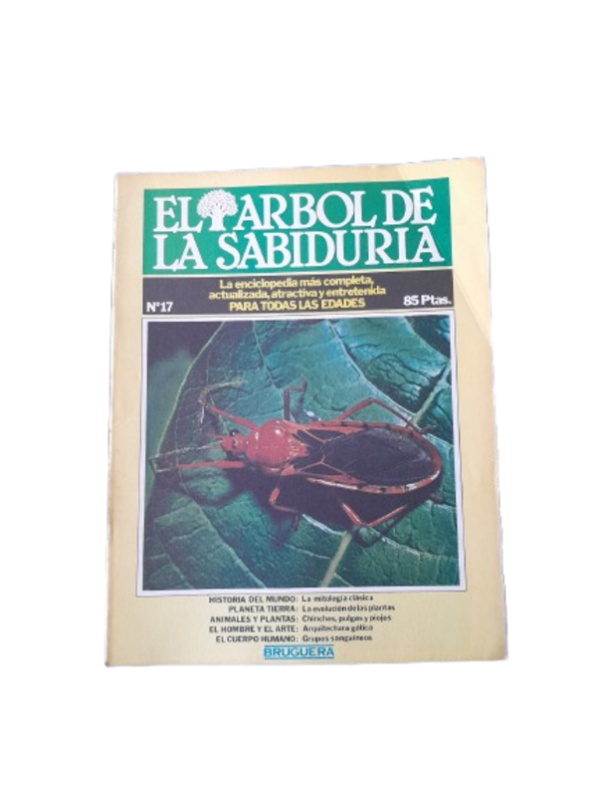 EL ARBOL DE
LA SABIDURIA
La enciclopedia más completa,
actualizada, atractiva y entretenida
PARA TODAS LAS EDADES
Nº17
85 Ptas.
HISTORIA DEL MUNDO: La mitología clásica
PLANETA TIERRA: La evolución de las plantas
ANIMALES Y PLANTAS: Chinches, pulgas y piojos
EL HOMBRE Y EL ARTE: Arquitectura gótica
EL CUERPO HUMANO: Grupos sanguíneos
BRUGUERA